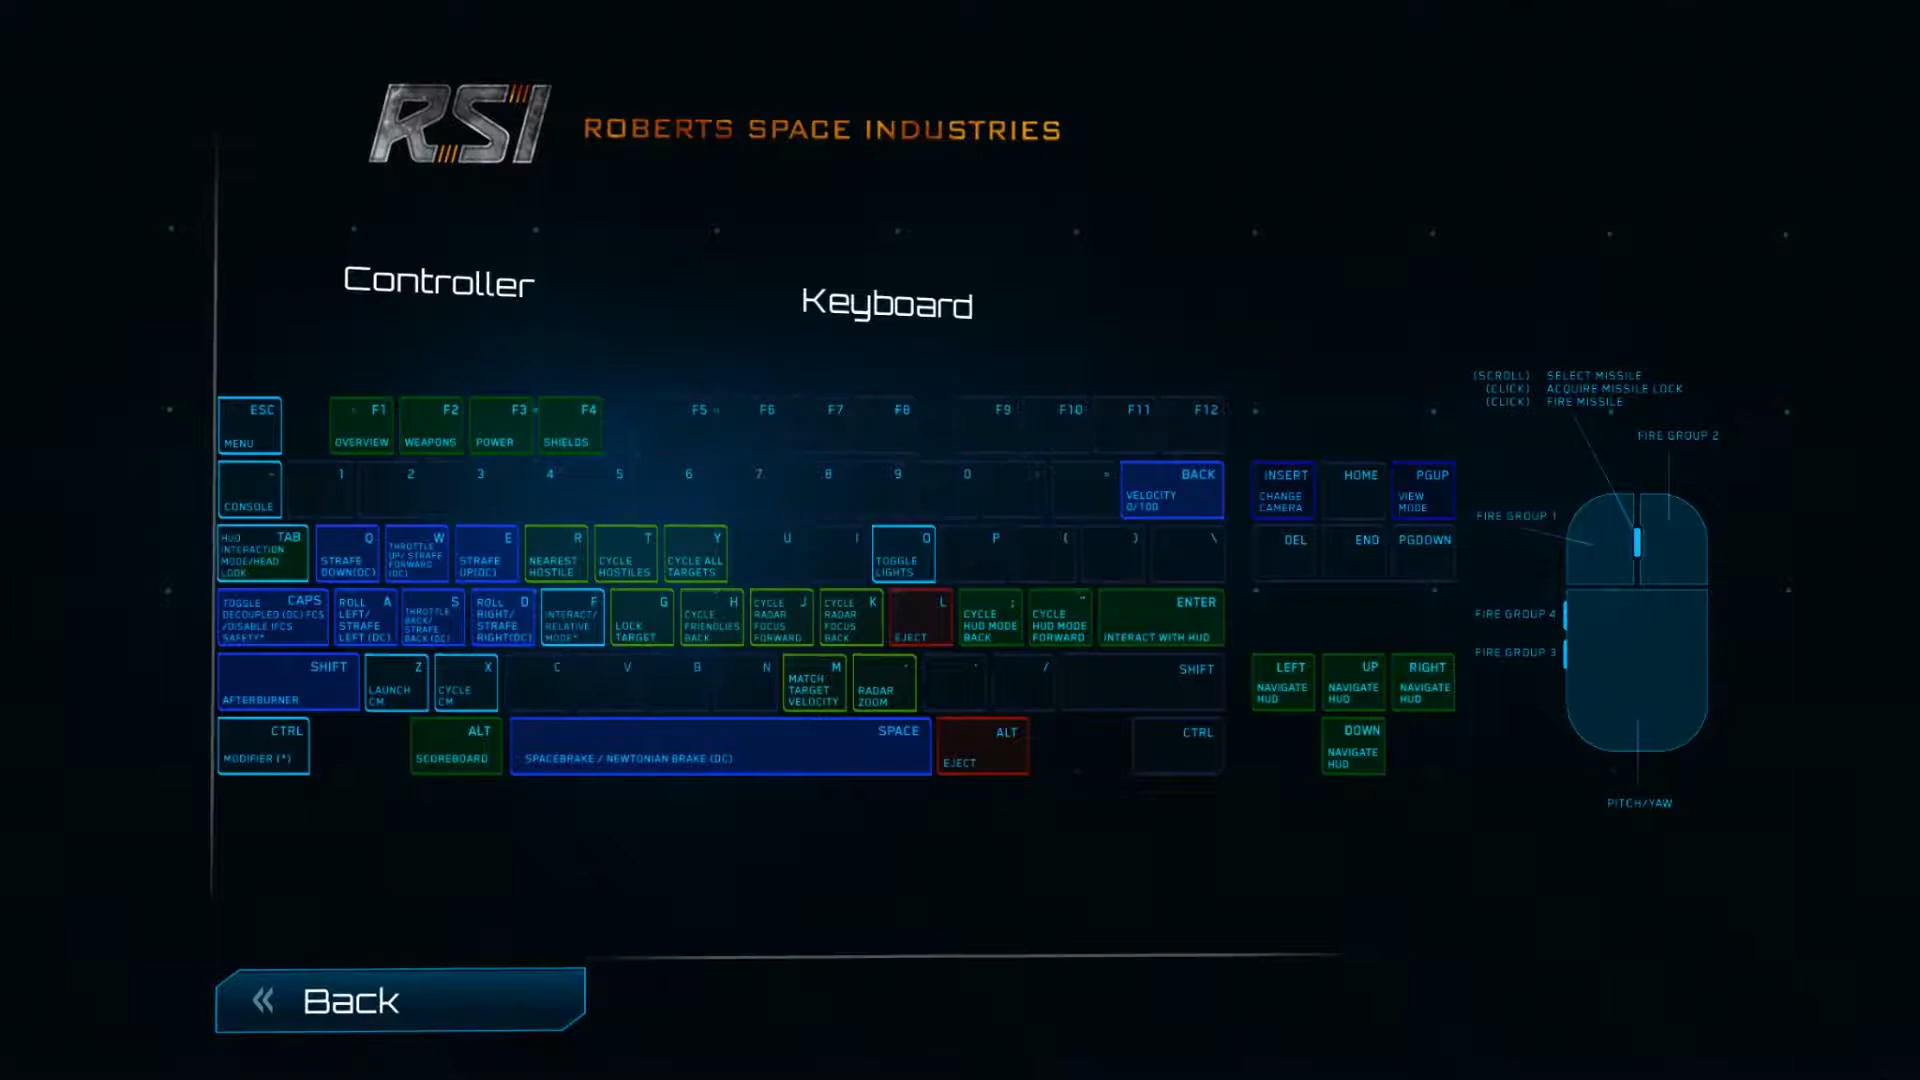 RSI ROBERTS SPACE INDUSTRIES
Controller
Keyboard
(SCROLL) SELECT MISSILE
(CLICK) ACQUIRE MISSILE LOCK
(CLICK) FIRE MISSILE
FIRE GROUP 2
FIRE GROUP 1
FIRE GROUP 4
FIRE GROUP 3
PITCH/YAW
ESC
MENU
F1
OVERVIEW
F2
WEAPONS
F3
POWER
F4
SHIELDS
F5
F6
F7
F8
F9
F10
F11
F12
~
CONSOLE
1
2
3
4
5
6
7
8
9
0
BACK
VELOCITY
0/100
INSERT
CHANGE
CAMERA
HOME
PGUP
VIEW
MODE
TAB
HUD
INTERACTION
MODE/HEAD
LOOK
Q
STRAFE
DOWN(DC)
W
THROTTLE
UP/ STRAFE
FORWARD
(DC)
E
STRAFE
UP(DC)
R
NEAREST
HOSTILE
T
CYCLE
HOSTILES
Y
CYCLE ALL
TARGETS
U
I
O
TOGGLE
LIGHTS
P
(
)
\
DEL
END
PGDOWN
CAPS
TOGGLE
DECOUPLED (DC) FCS
/DISABLE IFCS
SAFETY*
A
ROLL
LEFT/
STRAFE
LEFT (DC)
S
THROTTLE
BACK/
STRAFE
BACK (DC)
D
ROLL
RIGHT/
STRAFE
RIGHT(DC)
F
INTERACT/
RELATIVE
MODE*
G
LOCK
TARGET
H
CYCLE
FRIENDLIES
BACK
J
CYCLE
RADAR
FOCUS
FORWARD
K
CYCLE
RADAR
FOCUS
BACK
L
EJECT
;
CYCLE
HUD MODE
BACK
"
CYCLE
HUD MODE
FORWARD
ENTER
INTERACT WITH HUD
SHIFT
AFTERBURNER
Z
LAUNCH
CM
X
CYCLE
CM
C
V
B
N
M
MATCH
TARGET
VELOCITY
RADAR
ZOOM
/
SHIFT
LEFT
NAVIGATE
HUD
UP
NAVIGATE
HUD
RIGHT
NAVIGATE
HUD
CTRL
MODIFIER (*)
ALT
SCOREBOARD
SPACE
SPACEBRAKE / NEWTONIAN BRAKE (DC)
ALT
EJECT
CTRL
DOWN
NAVIGATE
HUD
« Back